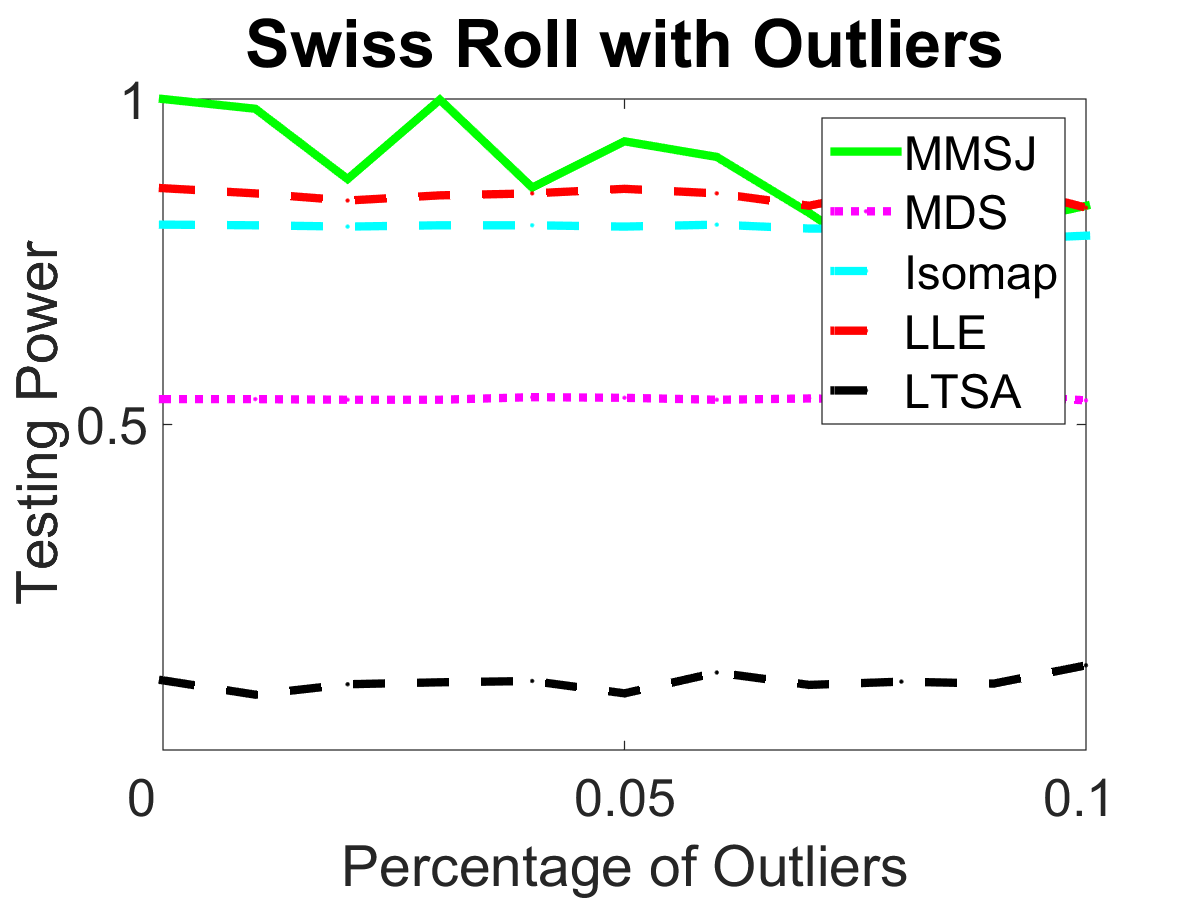 Swiss Roll with Outliers
1
0.5
Testing Power
MMSJ
MDS
Isomap
LLE
LTSA
0
0.05
0.1
Percentage of Outliers